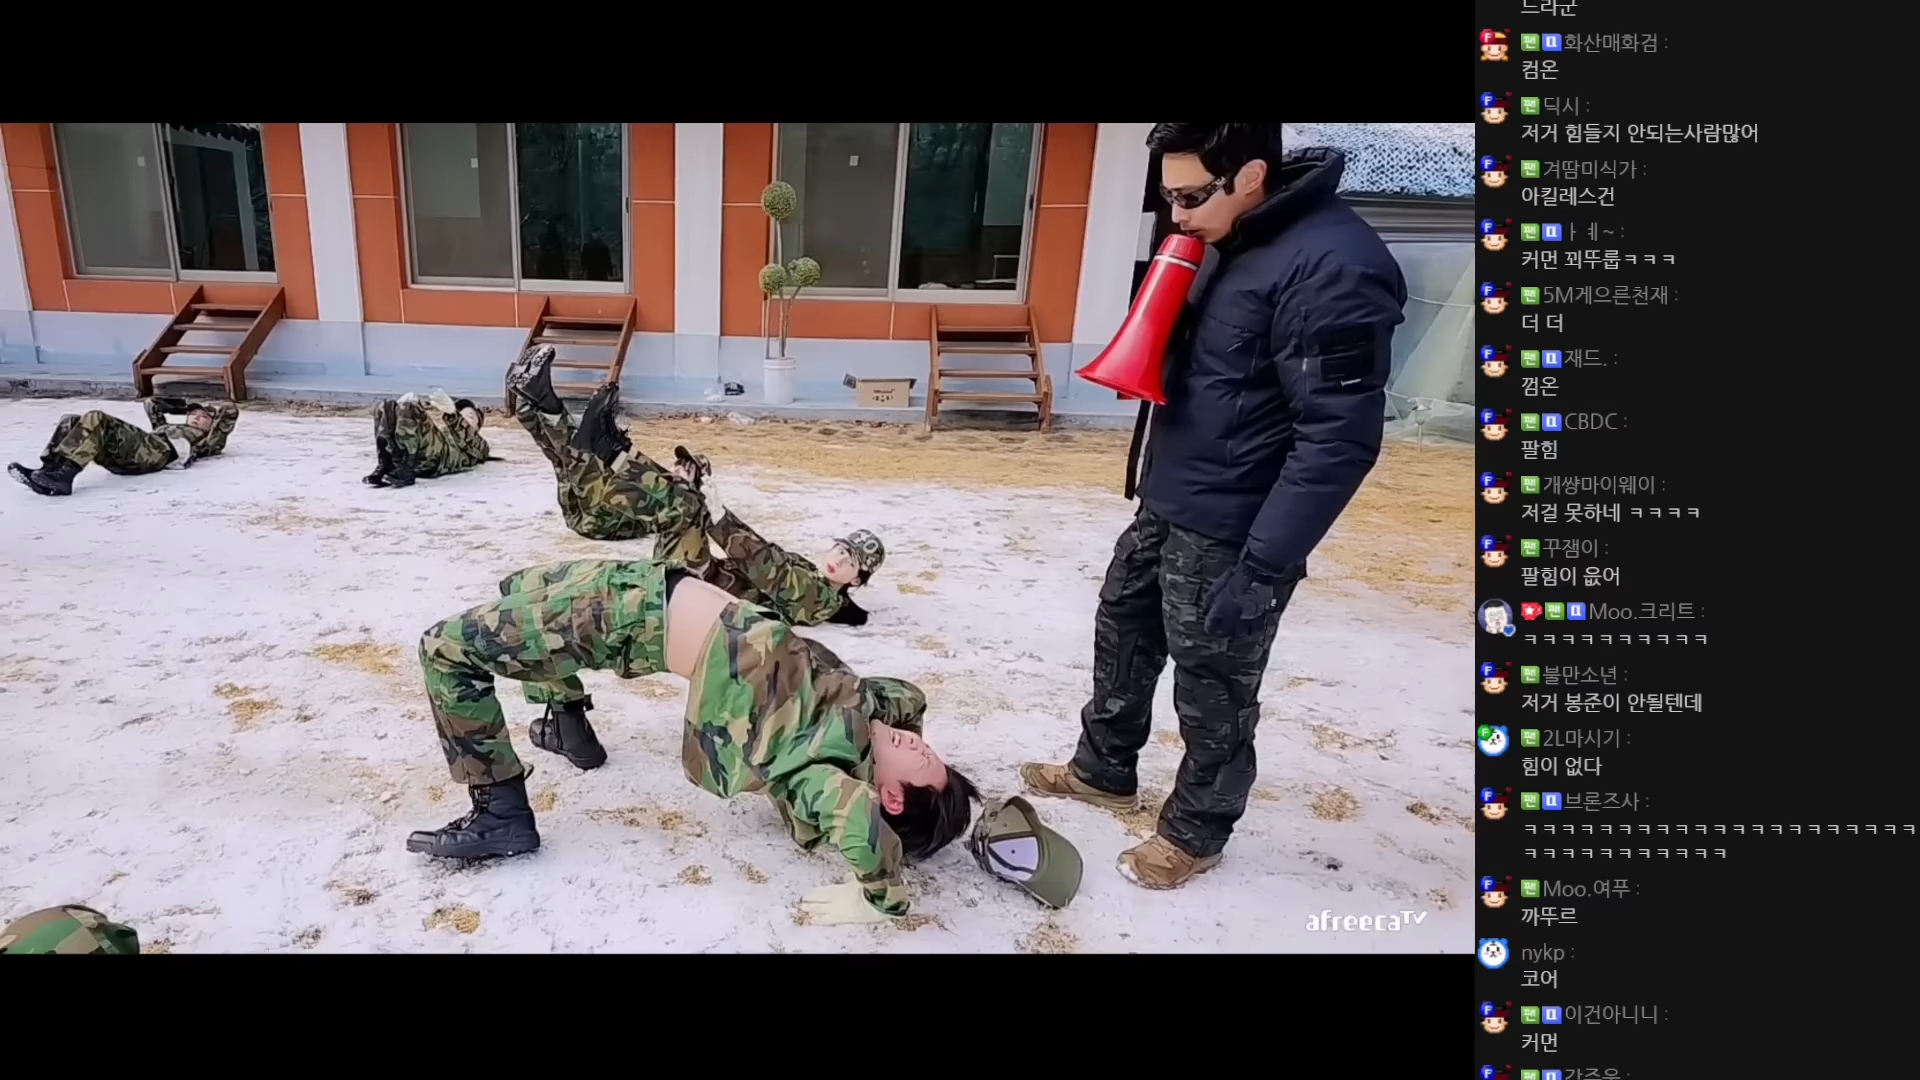 afreecaTV
드라군
화산매화검 :
컴온
딕시 :
저거 힘들지 안되는사람많어
겨땀미식가 :
아킬레스건
ㅏㅖ~ :
커먼 꾀뚜룹ㅋㅋㅋ
5M게으른천재 :
더 더
재드. :
껌온
CBDC :
팔힘
개썅마이웨이 :
저걸 못하네 ㅋㅋㅋㅋ
꾸잼이 :
팔힘이 읎어
Moo.크리트 :
ㅋㅋㅋㅋㅋㅋㅋㅋㅋㅋ
불만소년 :
저거 봉준이 안될텐데
2L마시기 :
힘이 없다
브론즈사 :
ㅋㅋㅋㅋㅋㅋㅋㅋㅋㅋㅋㅋㅋㅋㅋㅋㅋㅋㅋㅋㅋ
ㅋㅋㅋㅋㅋㅋㅋㅋㅋㅋㅋ
Moo.여푸 :
까뚜르
nykp :
코어
이건아니니 :
커먼